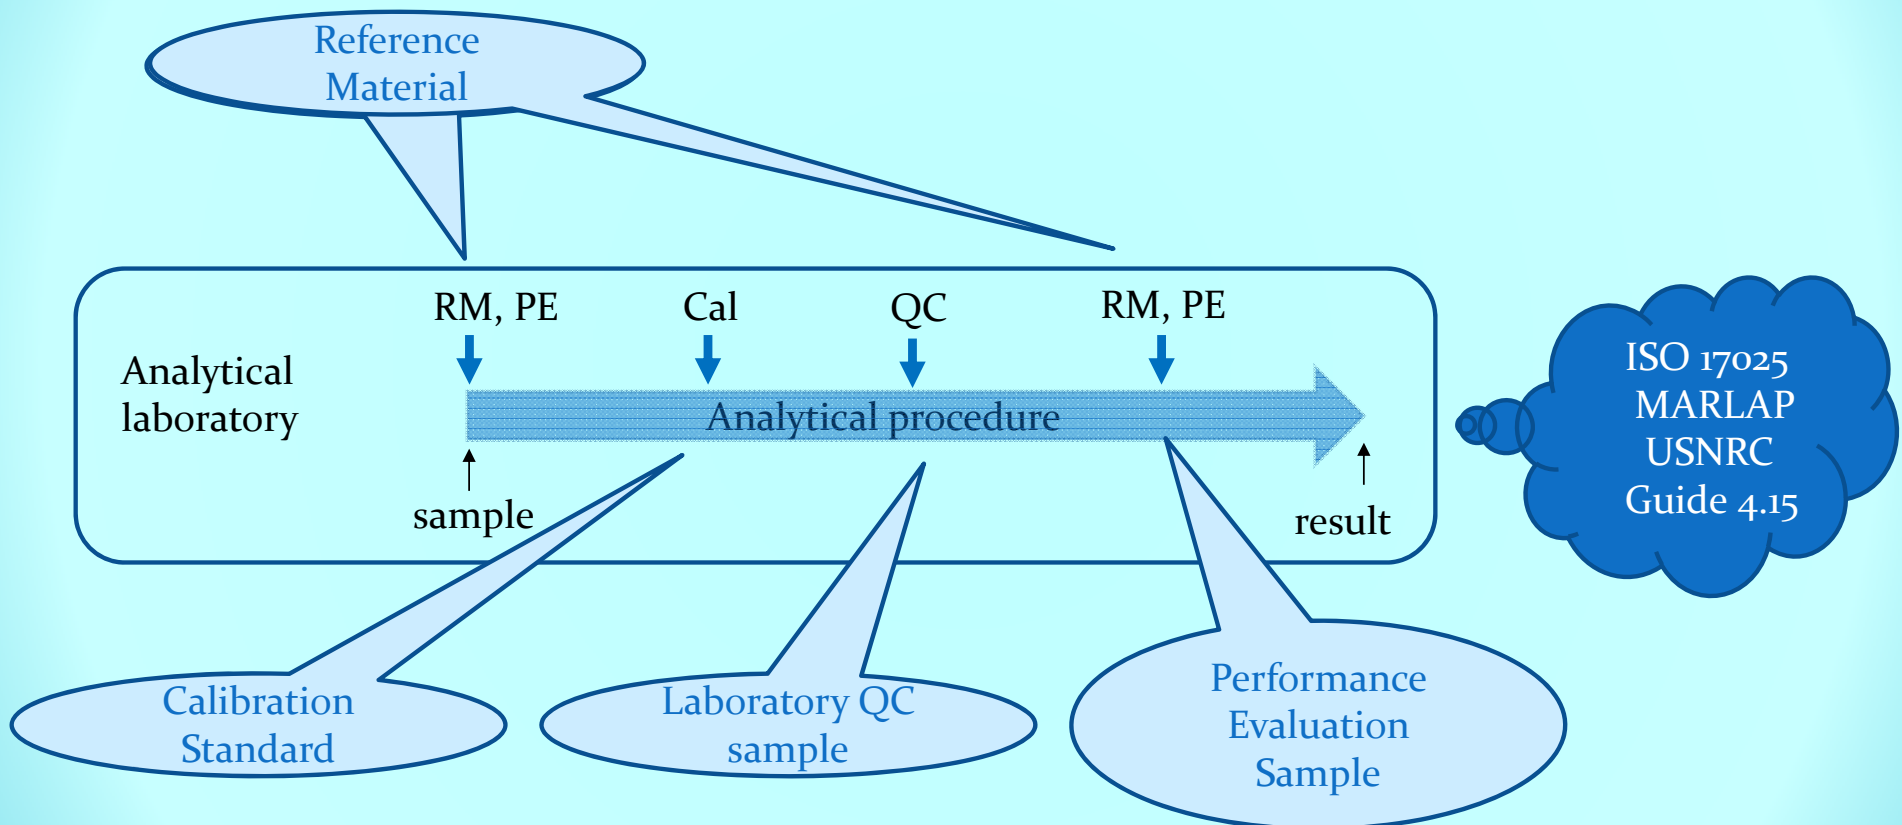 Reference
Material
RM, PE
Cal
QC
RM, PE
Analytical
laboratory
Analytical procedure
sample
result
ISO 17025
MARLAP
USNRC
Guide 4.15
Calibration
Standard
Laboratory QC
sample
Performance
Evaluation
Sample